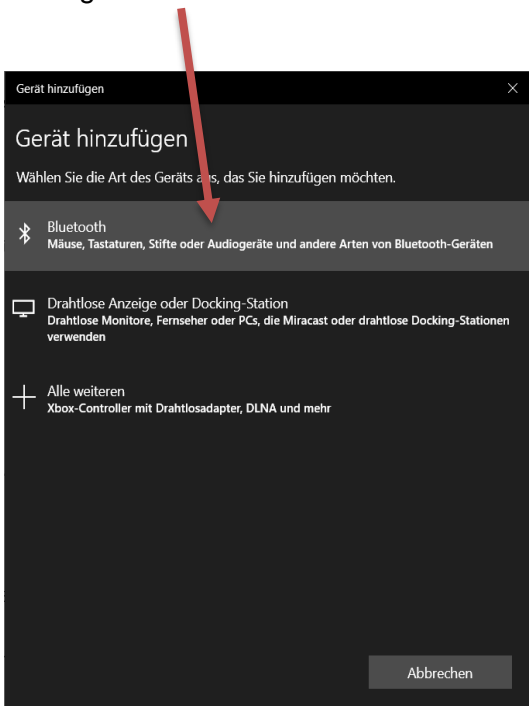 Gerät hinzufügen
Gerät hinzufügen
Wählen Sie die Art des Geräts aus, das Sie hinzufügen möchten.
Bluetooth
Mäuse, Tastaturen, Stifte oder Audiogeräte und andere Arten von Bluetooth-Geräten
Drahtlose Anzeige oder Docking-Station
Drahtlose Monitore, Fernseher oder PCs, die Miracast oder drahtlose Docking-Stationen
verwenden
Alle weiteren
Xbox-Controller mit Drahtlosadapter, DLNA und mehr
Abbrechen